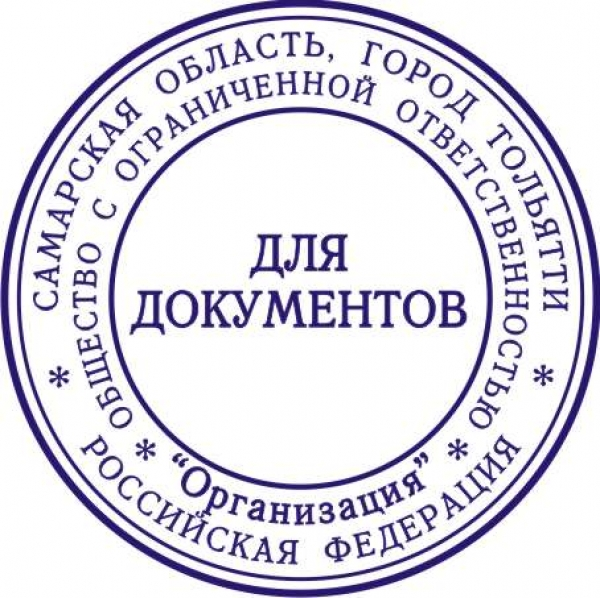 САМАРСКАЯ ОБЛАСТЬ, ГОРОД ТОЛЬЯТТИ
* РОССИЙСКАЯ ФЕДЕРАЦИЯ *
ОБЩЕСТВО С ОГРАНИЧЕННОЙ ОТВЕТСТВЕННОСТЬЮ
* "Организация" *
ДЛЯ
ДОКУМЕНТОВ